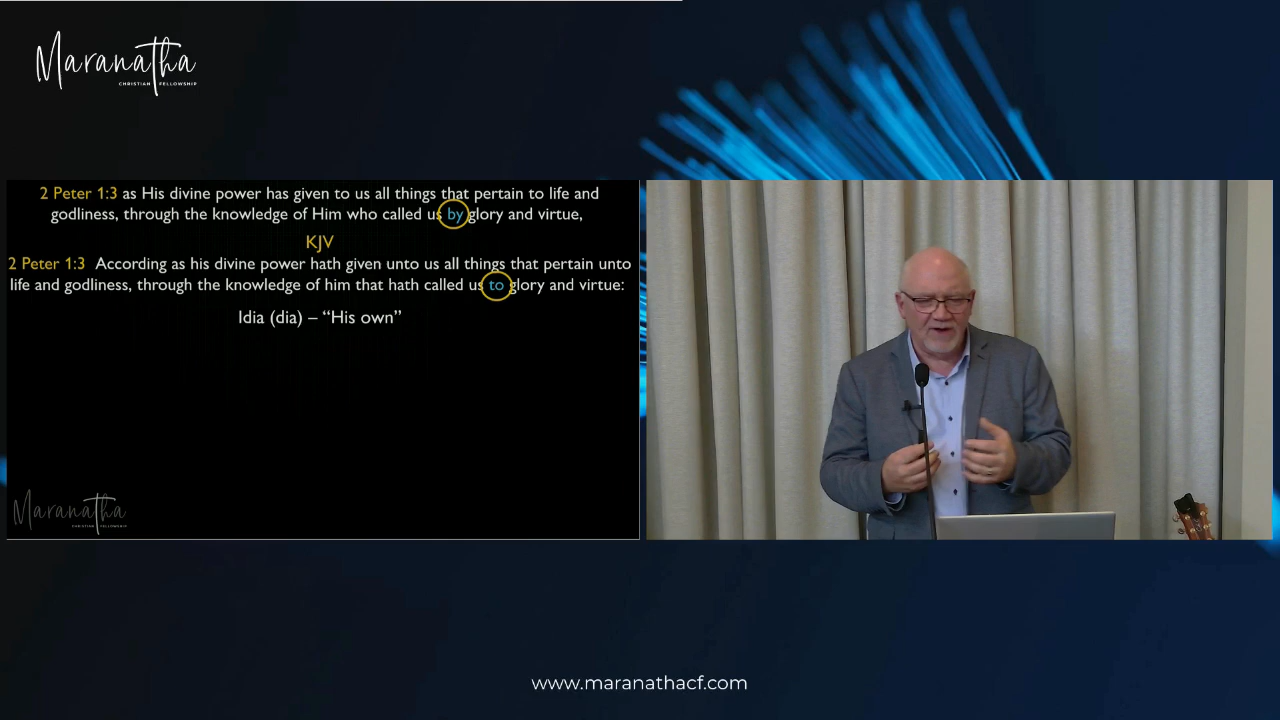 Maranatha
CHRISTIAN FELLOWSHIP
2 Peter 1:3 as His divine power has given to us all things that pertain to life and
godliness, through the knowledge of Him who called us by glory and virtue,
KJV
2 Peter 1:3 According as his divine power hath given unto us all things that pertain unto
life and godliness, through the knowledge of him that hath called us to glory and virtue:
Idia (dia) – “His own”
Maranatha
CHRISTIAN FELLOWSHIP
www.maranathacf.com